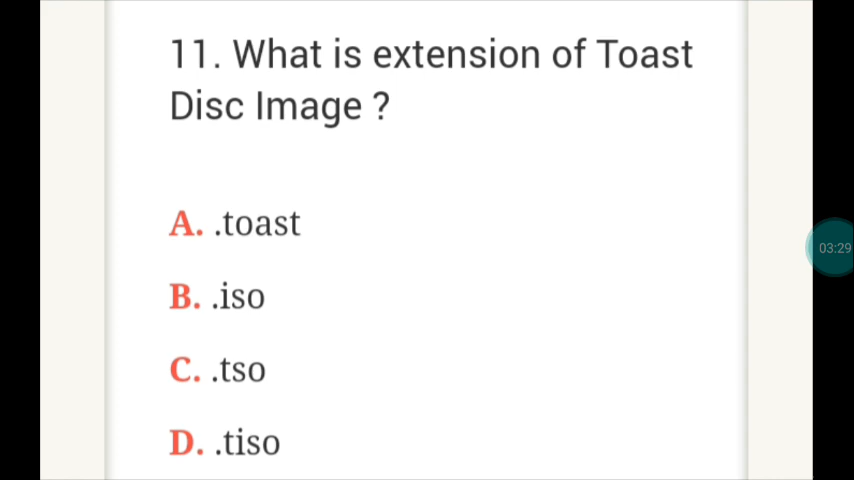 11. What is extension of Toast
Disc Image ?
A. .toast
B. .iso
03:29
C. .tso
D. .tiso